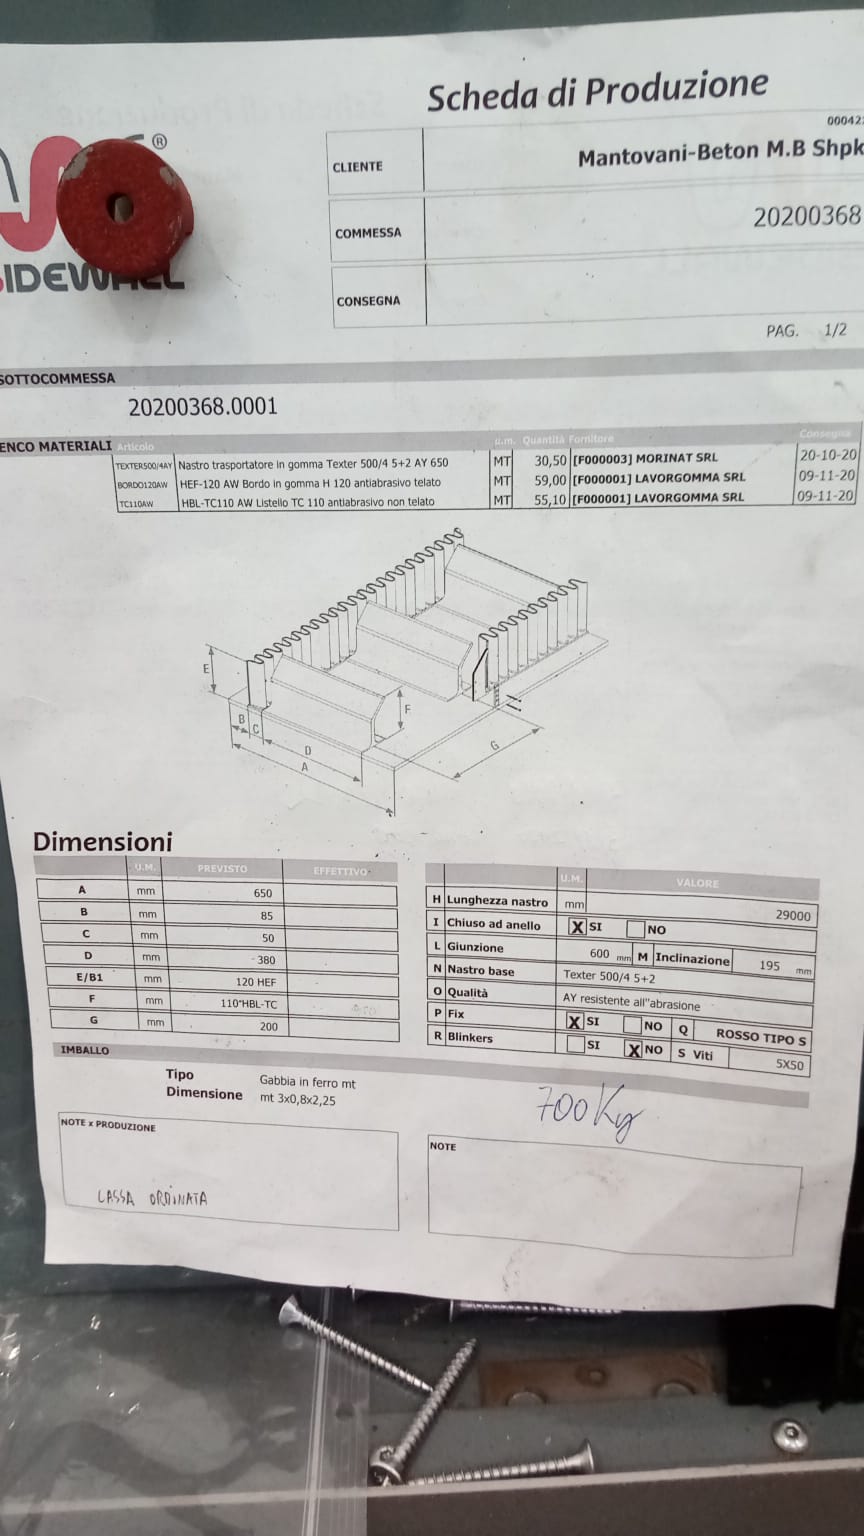 Scheda di Produzione
®
CLIENTE Mantovani-Beton M.B Shpk
COMMESSA 20200368
CONSEGNA
PAG. 1/2
SOTTOCOMMESSA
20200368.0001
ENCO MATERIALI Articolo u.m. Quantità Fornitore Consegna
TEXTER500/4AY Nastro trasportatore in gomma Texter 500/4 5+2 AY 650 MT 30,50 [F000003] MORINAT SRL 20-10-20
BORDO120AW HEF-120 AW Bordo in gomma H 120 antiabrasivo telato MT 59,00 [F000001] LAVORGOMMA SRL 09-11-20
TC110AW HBL-TC110 AW Listello TC 110 antiabrasivo non telato MT 55,10 [F000001] LAVORGOMMA SRL 09-11-20
E
B
C
D
A
F
G
Dimensioni
U.M. PREVISTO EFFETTIVO
A mm 650
B mm 85
C mm 50
D mm 380
E/B1 mm 120 HEF
F mm 110*HBL-TC
G mm 200
U.M. VALORE
H Lunghezza nastro mm 29000
I Chiuso ad anello X SI NO
L Giunzione 600 mm M Inclinazione 195 mm
N Nastro base Texter 500/4 5+2
O Qualità AY resistente all"abrasione
P Fix X SI NO Q ROSSO TIPO S
R Blinkers SI X NO S Viti 5X50
IMBALLO
Tipo Gabbia in ferro mt
Dimensione mt 3x0,8x2,25
700 Kg
NOTE x PRODUZIONE
CASSA ORDINATA
NOTE